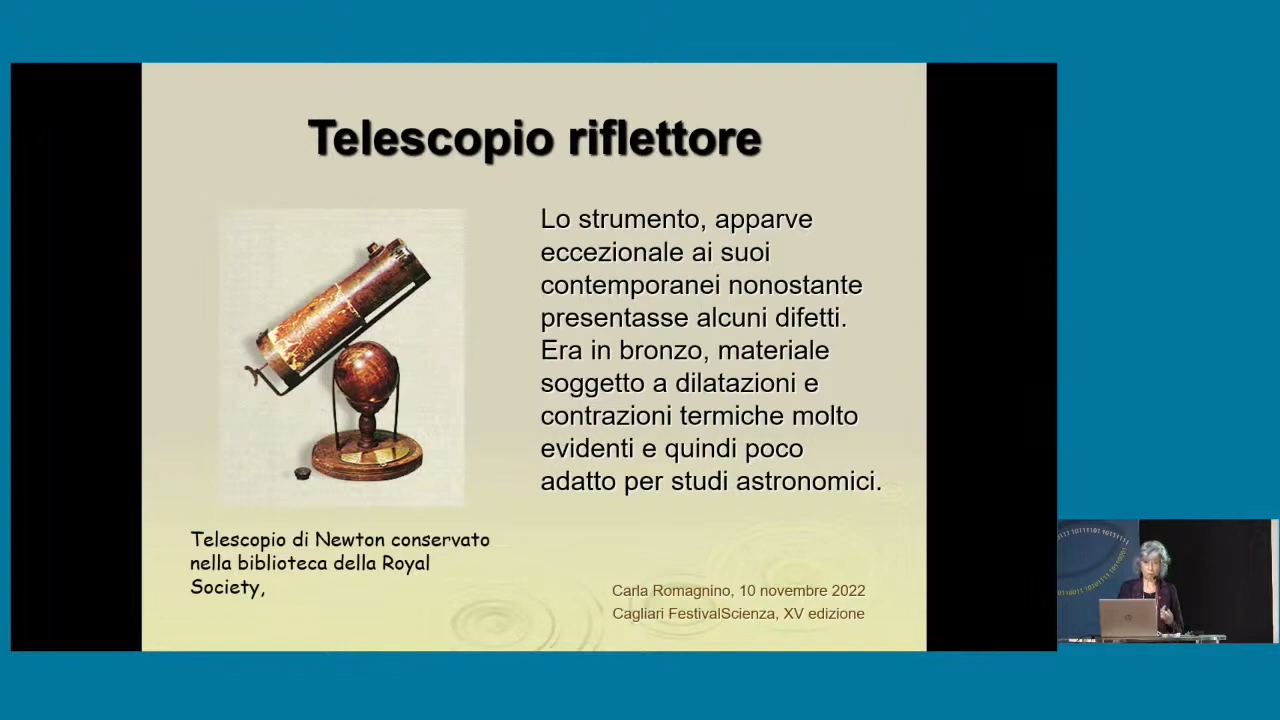 Telescopio riflettore
Lo strumento, apparve
eccezionale ai suoi
contemporanei nonostante
presentasse alcuni difetti.
Era in bronzo, materiale
soggetto a dilatazioni e
contrazioni termiche molto
evidenti e quindi poco
adatto per studi astronomici.
Telescopio di Newton conservato
nella biblioteca della Royal
Society,
Carla Romagnino, 10 novembre 2022
Cagliari FestivalScienza, XV edizione